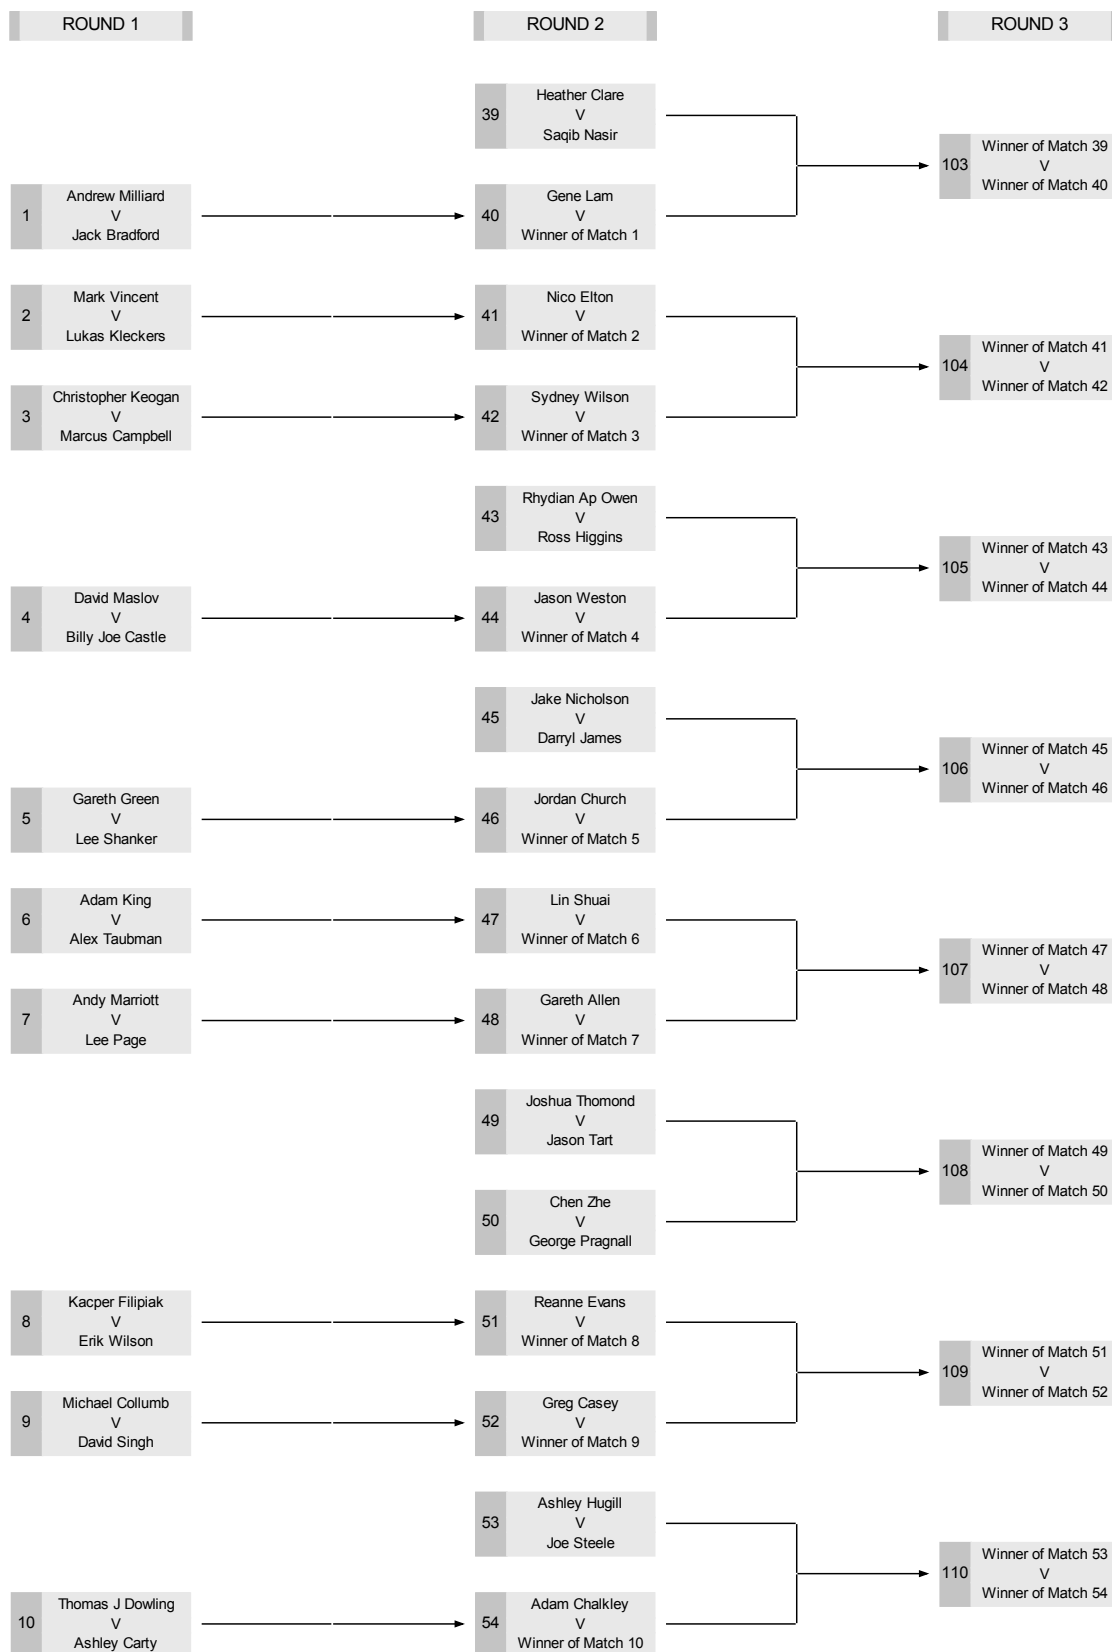 ROUND 1
ROUND 2
ROUND 3
39
Heather Clare
V
Saqib Nasir
103
Winner of Match 39
V
Winner of Match 40
1
Andrew Milliard
V
Jack Bradford
40
Gene Lam
V
Winner of Match 1
2
Mark Vincent
V
Lukas Kleckers
41
Nico Elton
V
Winner of Match 2
104
Winner of Match 41
V
Winner of Match 42
3
Christopher Keogan
V
Marcus Campbell
42
Sydney Wilson
V
Winner of Match 3
43
Rhydian Ap Owen
V
Ross Higgins
105
Winner of Match 43
V
Winner of Match 44
4
David Maslov
V
Billy Joe Castle
44
Jason Weston
V
Winner of Match 4
45
Jake Nicholson
V
Darryl James
106
Winner of Match 45
V
Winner of Match 46
5
Gareth Green
V
Lee Shanker
46
Jordan Church
V
Winner of Match 5
6
Adam King
V
Alex Taubman
47
Lin Shuai
V
Winner of Match 6
107
Winner of Match 47
V
Winner of Match 48
7
Andy Marriott
V
Lee Page
48
Gareth Allen
V
Winner of Match 7
49
Joshua Thomond
V
Jason Tart
108
Winner of Match 49
V
Winner of Match 50
50
Chen Zhe
V
George Pragnall
8
Kacper Filipiak
V
Erik Wilson
51
Reanne Evans
V
Winner of Match 8
109
Winner of Match 51
V
Winner of Match 52
9
Michael Collumb
V
David Singh
52
Greg Casey
V
Winner of Match 9
53
Ashley Hugill
V
Joe Steele
110
Winner of Match 53
V
Winner of Match 54
10
Thomas J Dowling
V
Ashley Carty
54
Adam Chalkley
V
Winner of Match 10